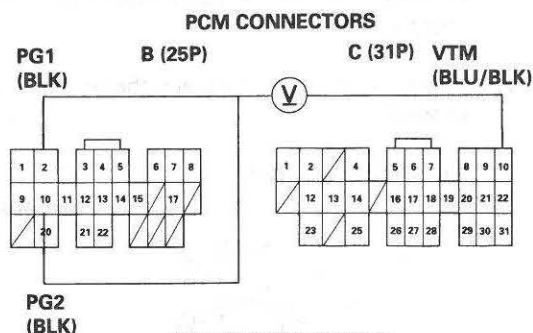 PCM CONNECTORS
PG1 B (25P) C (31P) VTM
(BLK) (BLU/BLK)
V
1 2 3 4 5 6 7 8
9 10 11 12 13 14 15 17
20 21 22
1 2 4 5 6 7 8 9 10
12 13 14 16 17 18 19 20 21 22
23 25 26 27 28 29 30 31
PG2
(BLK)